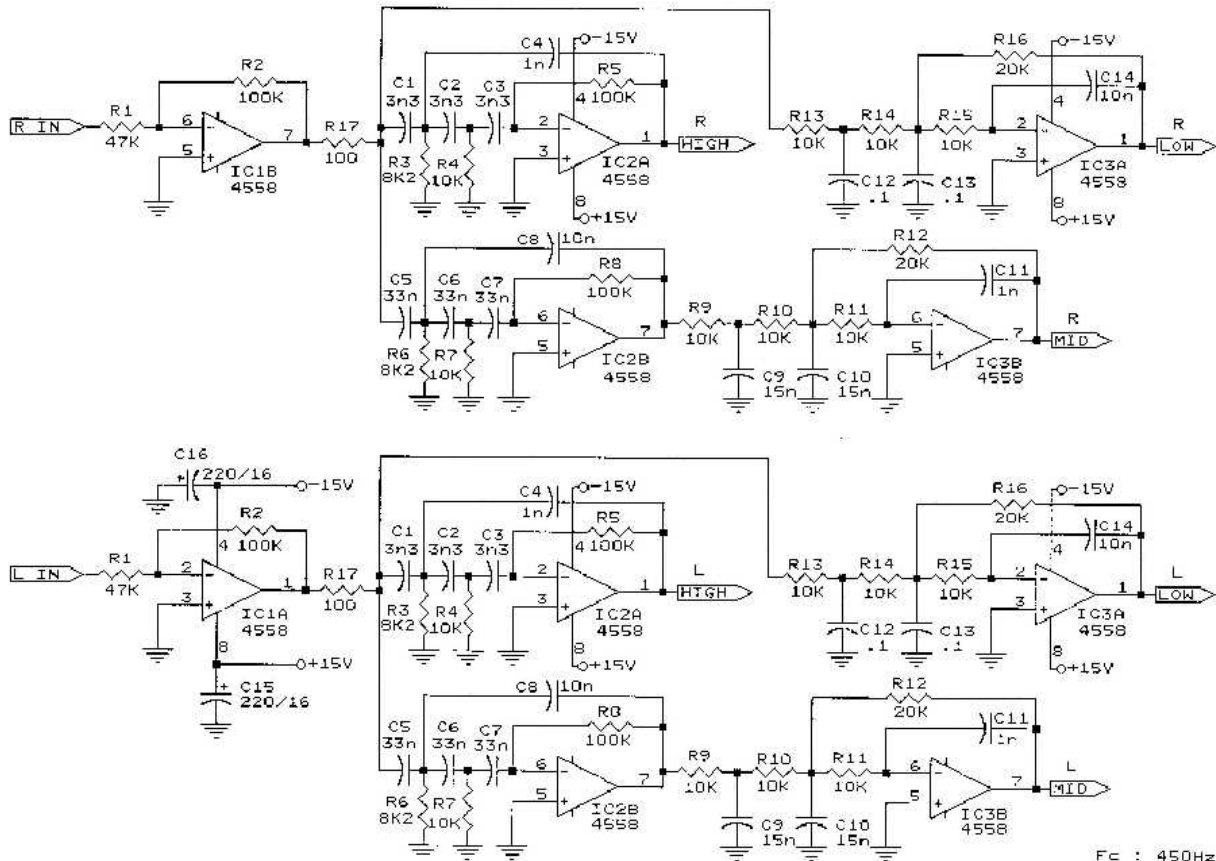 R IN
R1
47K
R2
100K
6
5
7
IC1B
4558
R17
100
C1
3n3
C2
3n3
C3
3n3
C4
1n
-15V
R5
100K
4
2
3
1
8
+15V
R3
8K2
R4
10K
IC2A
4558
R
HIGH
R13
10K
R14
10K
R15
10K
R16
20K
-15V
C14
10n
4
2
3
1
8
+15V
C12
.1
C13
.1
IC3A
4558
R
LOW
C5
33n
C6
33n
C7
33n
C8
10n
R8
100K
6
5
7
R6
8K2
R7
10K
IC2B
4558
R9
10K
R10
10K
R11
10K
R12
20K
C11
1n
6
5
7
C9
15n
C10
15n
IC3B
4558
R
MID
C16
220/16
-15V
L IN
R1
47K
R2
100K
4
2
3
1
8
IC1A
4558
+15V
C15
220/16
R17
100
C1
3n3
C2
3n3
C3
3n3
C4
1n
-15V
R5
100K
4
2
3
1
8
+15V
R3
8K2
R4
10K
IC2A
4558
L
HIGH
R13
10K
R14
10K
R15
10K
R16
20K
-15V
C14
10n
4
2
3
1
8
+15V
C12
.1
C13
.1
IC3A
4558
L
LOW
C5
33n
C6
33n
C7
33n
C8
10n
R8
100K
6
5
7
R6
8K2
R7
10K
IC2B
4558
R9
10K
R10
10K
R11
10K
R12
20K
C11
1n
6
5
7
C9
15n
C10
15n
IC3B
4558
L
MID
Fc : 450Hz